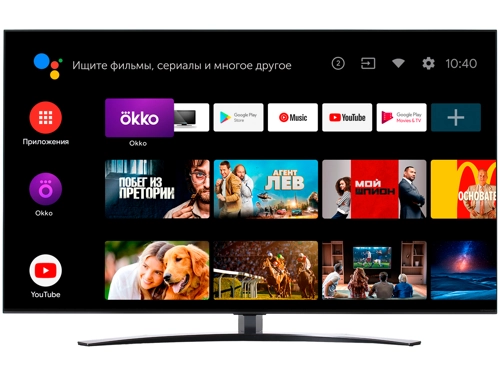 Ищите фильмы, сериалы и многое другое
2
10:40
Приложения
ökko
Google Play
Store
Music
YouTube
Google Play
Movies & TV
Okko
Okko
ПОБЕГ ИЗ
ПРЕТОРИИ
АГЕНТ
ЛЕВ
МОЙ
ШПИОН
ОСНОВАТЕ
YouTube